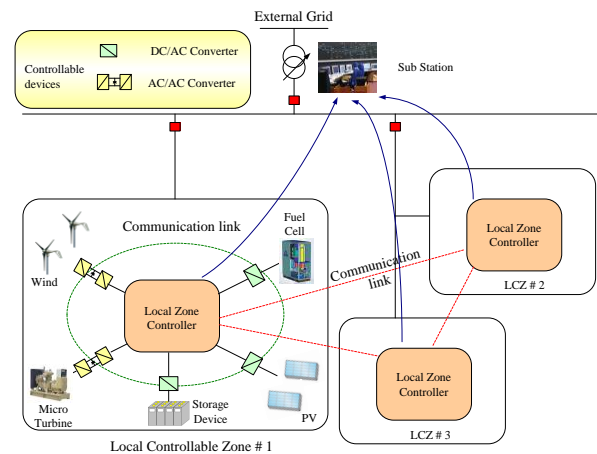 External Grid
DC/AC Converter
Controllable
devices
AC/AC Converter
Sub Station
Communication link
Fuel
Cell
Wind
Local Zone
Controller
Communication
link
Local Zone
Controller
LCZ # 2
Micro
Turbine
Storage
Device
PV
Local Zone
Controller
LCZ # 3
Local Controllable Zone # 1